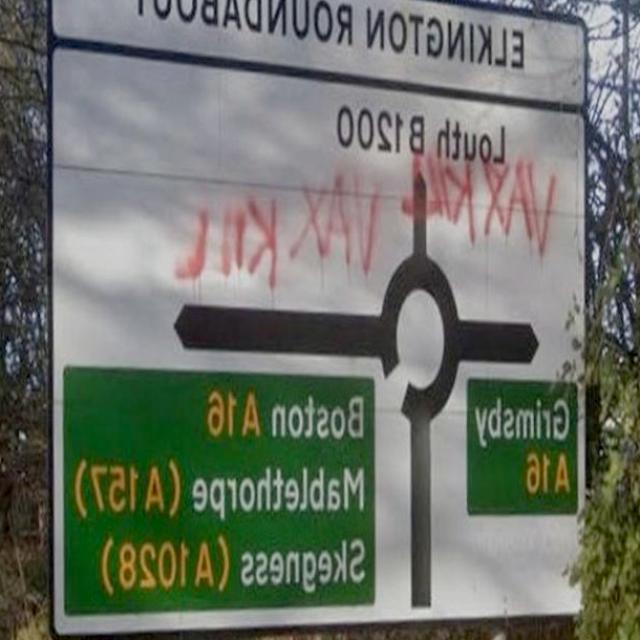 ELKINGTON ROUNDABOUT
Louth B1200
VAX KILL VAX KILL
Grimsby
A16
Boston A16
Mablethorpe (A157)
Skegness (A1028)